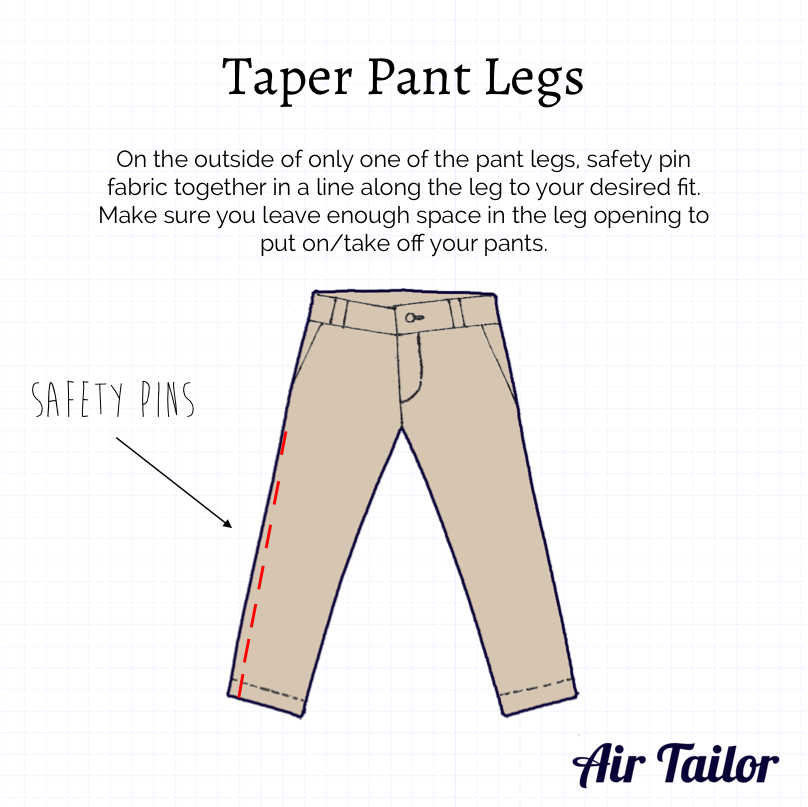 Taper Pant Legs
On the outside of only one of the pant legs, safety pin
fabric together in a line along the leg to your desired fit.
Make sure you leave enough space in the leg opening to
put on/take off your pants.
SAFETY PINS
Air Tailor